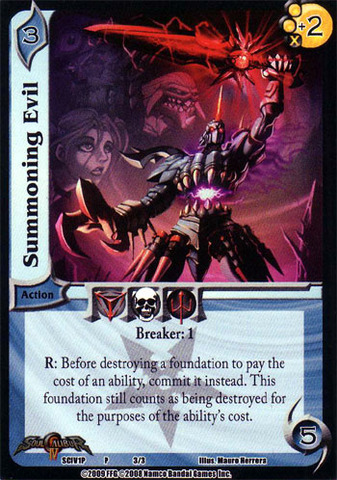 3
+2
X
Summoning Evil
Action
Breaker: 1
R: Before destroying a foundation to pay the
cost of an ability, commit it instead. This
foundation still counts as being destroyed for
the purposes of the ability's cost.
5
SOULCALIBUR
IV
SCIV1P P 3/3 Illus. Mauro Herrera
©2009 FFG ©2008 Namco Bandai Games Inc.